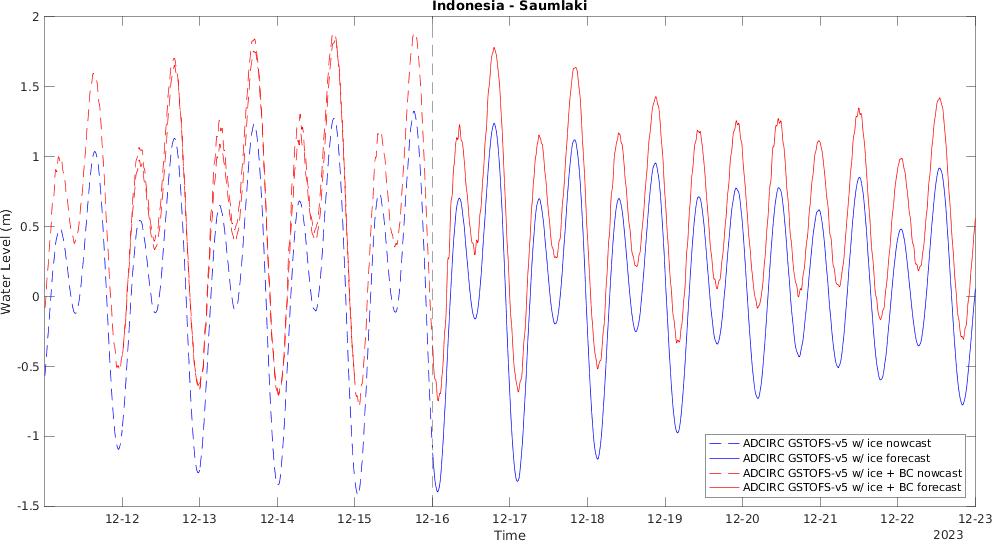 Indonesia - Saumlaki
2
1.5
1
0.5
0
-0.5
-1
-1.5
Water Level (m)
12-12 12-13 12-14 12-15 12-16 12-17 12-18 12-19 12-20 12-21 12-22 12-23
Time
2023
ADCIRC GSTOFS-v5 w/ ice nowcast
ADCIRC GSTOFS-v5 w/ ice forecast
ADCIRC GSTOFS-v5 w/ ice + BC nowcast
ADCIRC GSTOFS-v5 w/ ice + BC forecast